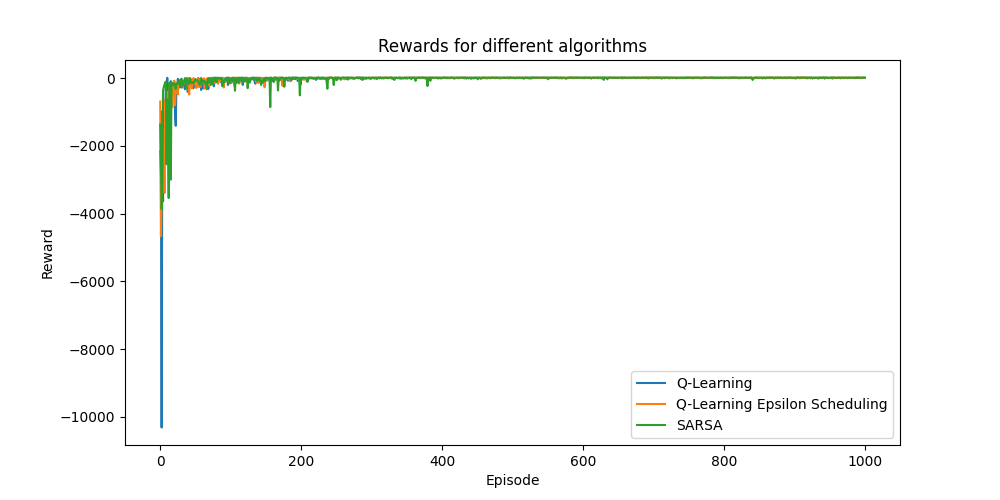 Rewards for different algorithms
0
−2000
−4000
−6000
−8000
−10000
Reward
Q-Learning
Q-Learning Epsilon Scheduling
SARSA
0 200 400 600 800 1000
Episode